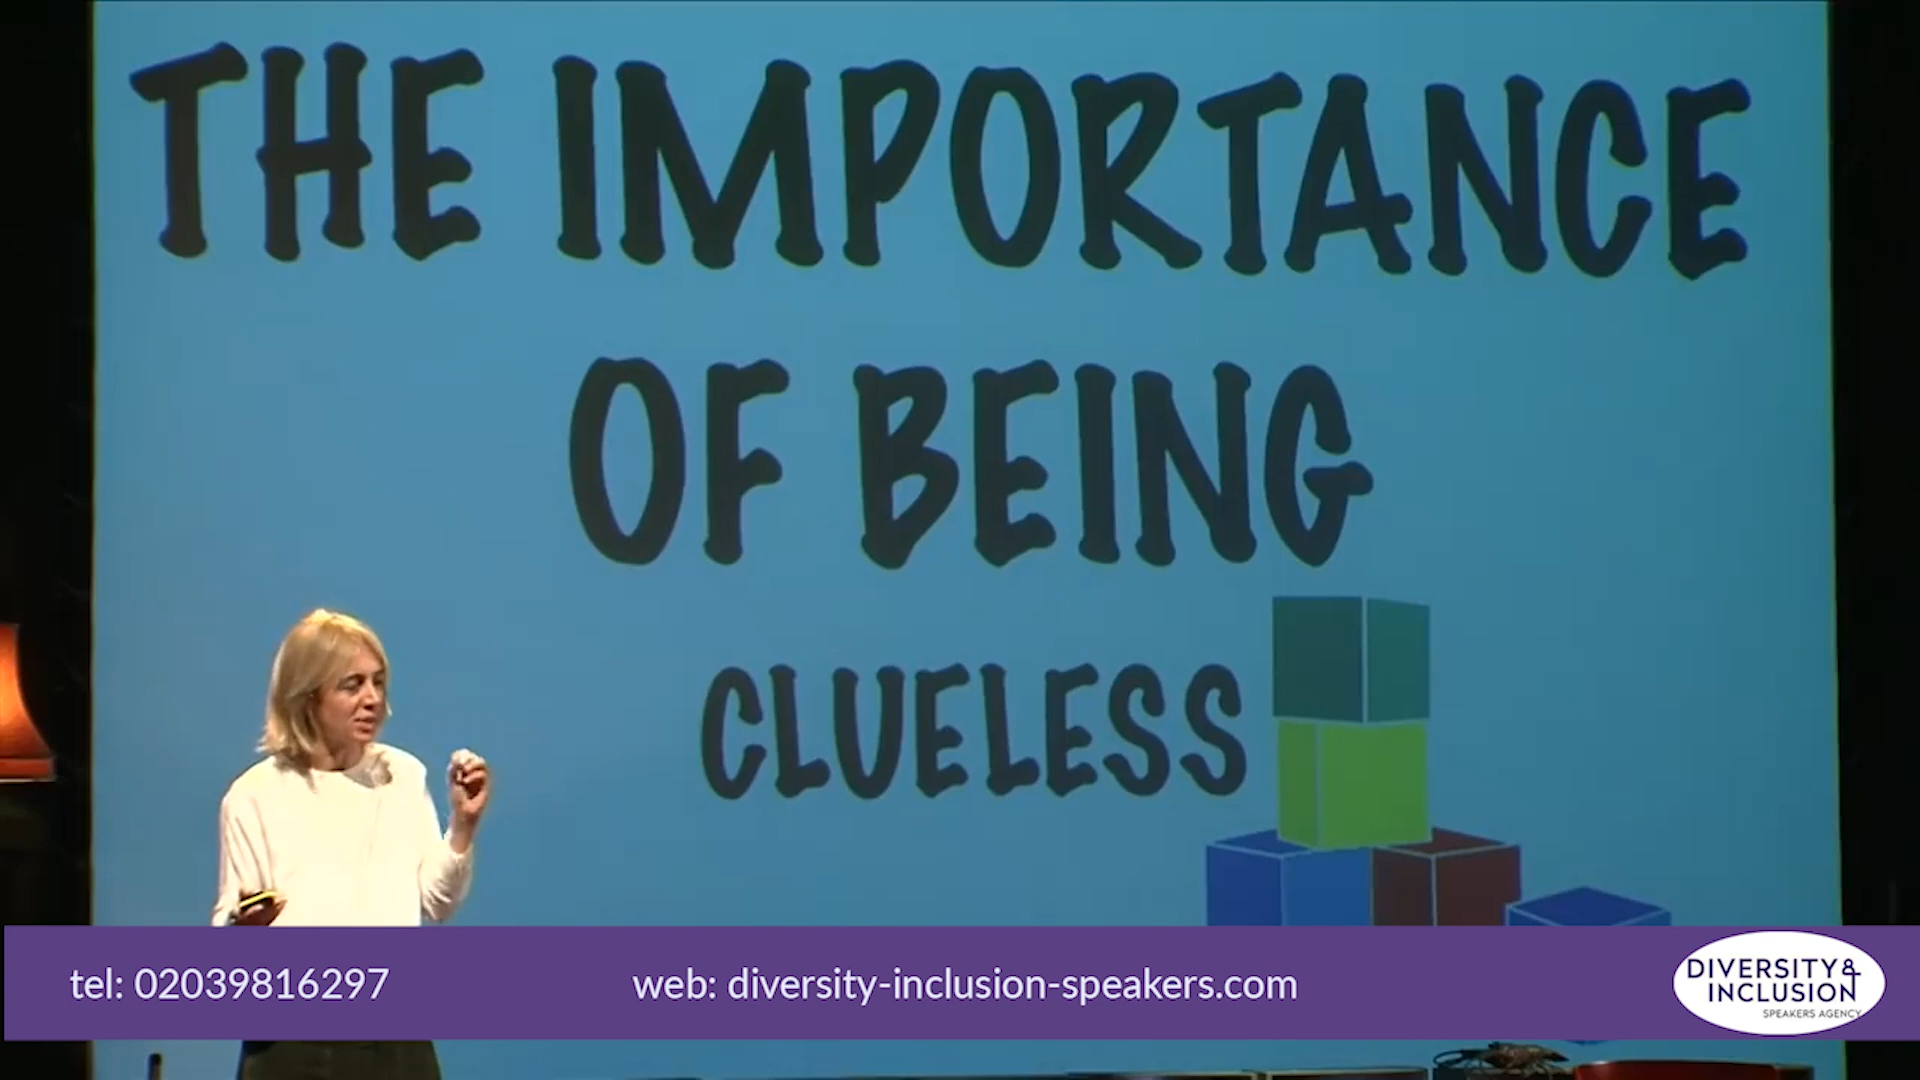 THE IMPORTANCE
OF BEING
CLUELESS
tel: 02039816297
web: diversity-inclusion-speakers.com
DIVERSITY &
INCLUSION
SPEAKERS AGENCY